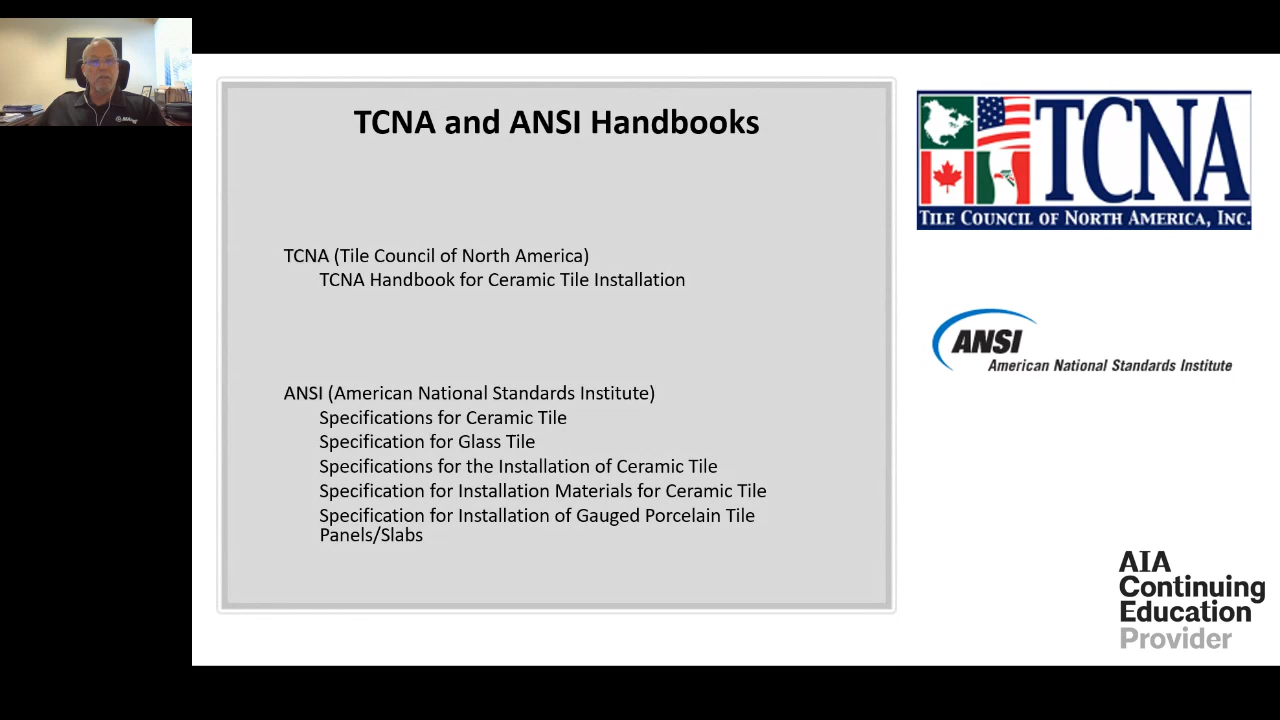 TCNA and ANSI Handbooks
TCNA (Tile Council of North America)
TCNA Handbook for Ceramic Tile Installation
ANSI (American National Standards Institute)
Specifications for Ceramic Tile
Specification for Glass Tile
Specifications for the Installation of Ceramic Tile
Specification for Installation Materials for Ceramic Tile
Specification for Installation of Gauged Porcelain Tile
Panels/Slabs
TCNA
TILE COUNCIL OF NORTH AMERICA, INC.
ANSI
American National Standards Institute
AIA
Continuing
Education
Provider